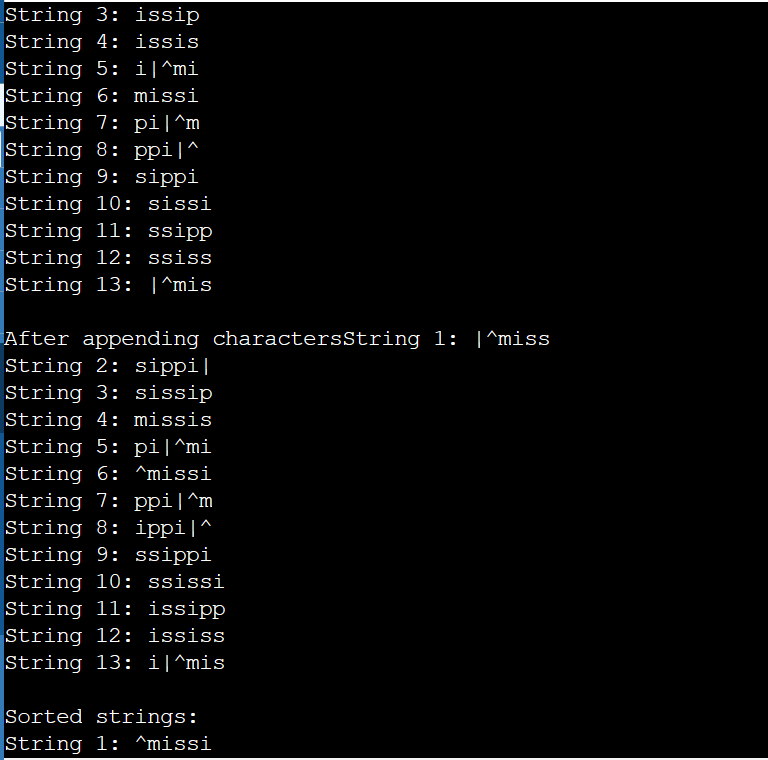 String 3: issip
String 4: issis
String 5: i|^mi
String 6: missi
String 7: pi|^m
String 8: ppi|^
String 9: sippi
String 10: sissi
String 11: ssipp
String 12: ssiss
String 13: |^mis
After appending charactersString 1: |^miss
String 2: sippi|
String 3: sissip
String 4: missis
String 5: pi|^mi
String 6: ^missi
String 7: ppi|^m
String 8: ippi|^
String 9: ssippi
String 10: ssissi
String 11: issipp
String 12: ississ
String 13: i|^mis
Sorted strings:
String 1: ^missi